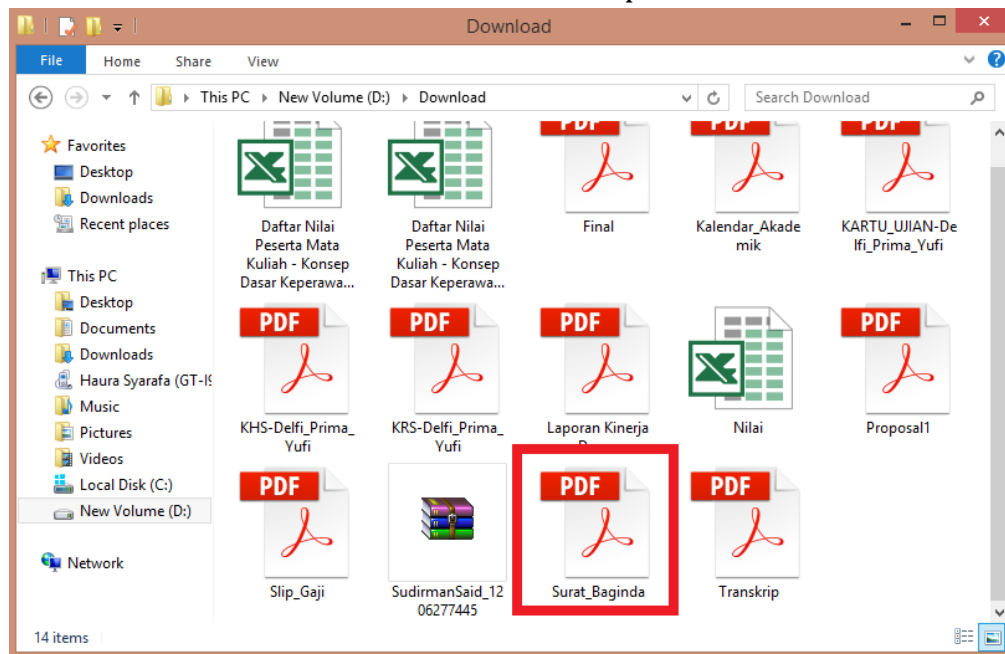 Download
File Home Share View
This PC New Volume (D:) Download Search Download
Favorites
Desktop
Downloads
Recent places
This PC
Desktop
Documents
Downloads
Haura Syarafa (GT-I9
Music
Pictures
Videos
Local Disk (C:)
New Volume (D:)
Network
PDF PDF PDF
Daftar Nilai
Peserta Mata
Kuliah - Konsep
Dasar Keperawa...
Daftar Nilai
Peserta Mata
Kuliah - Konsep
Dasar Keperawa...
Final
Kalendar_Akade
mik
KARTU_UJIAN-De
lfi_Prima_Yufi
PDF PDF PDF PDF
KHS-Delfi_Prima_
Yufi
KRS-Delfi_Prima_
Yufi
Laporan Kinerja
Nilai
Proposal1
PDF PDF PDF
Slip_Gaji
SudirmanSaid_12
06277445
Surat_Baginda
Transkrip
14 items